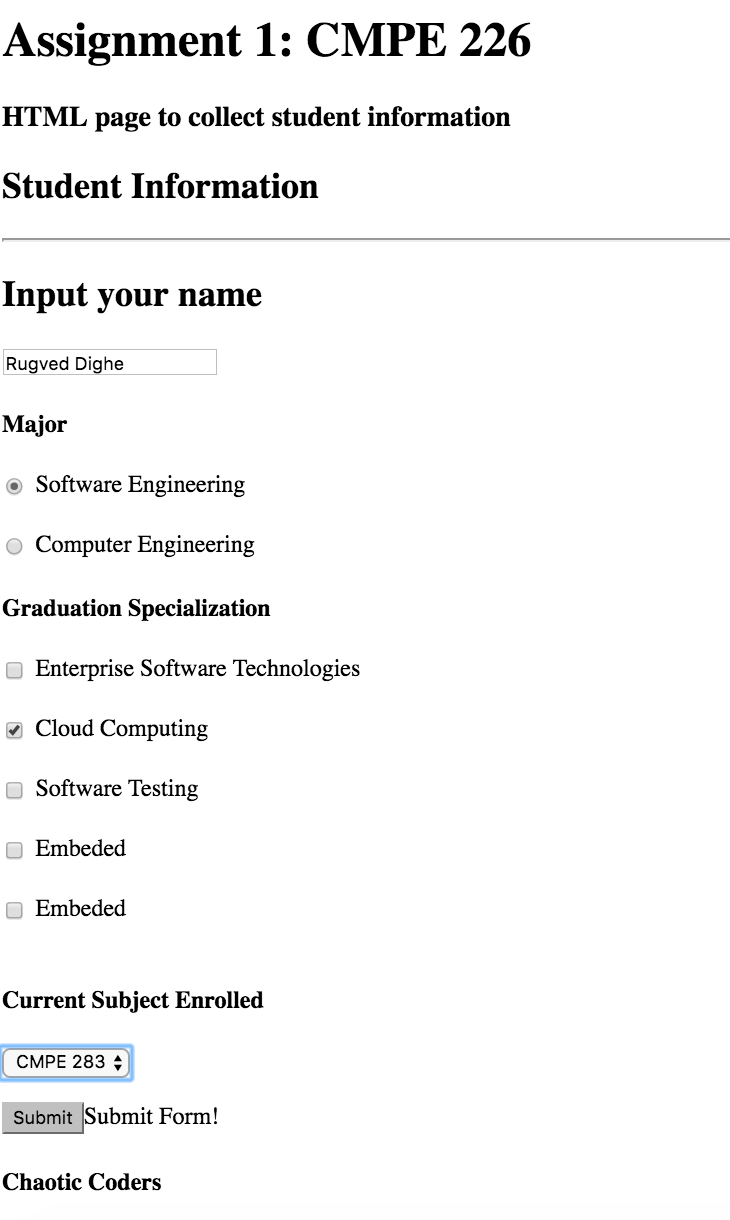 Assignment 1: CMPE 226
HTML page to collect student information
Student Information
Input your name
Rugved Dighe
Major
Software Engineering
Computer Engineering
Graduation Specialization
Enterprise Software Technologies
Cloud Computing
Software Testing
Embeded
Embeded
Current Subject Enrolled
CMPE 283
Submit Submit Form!
Chaotic Coders